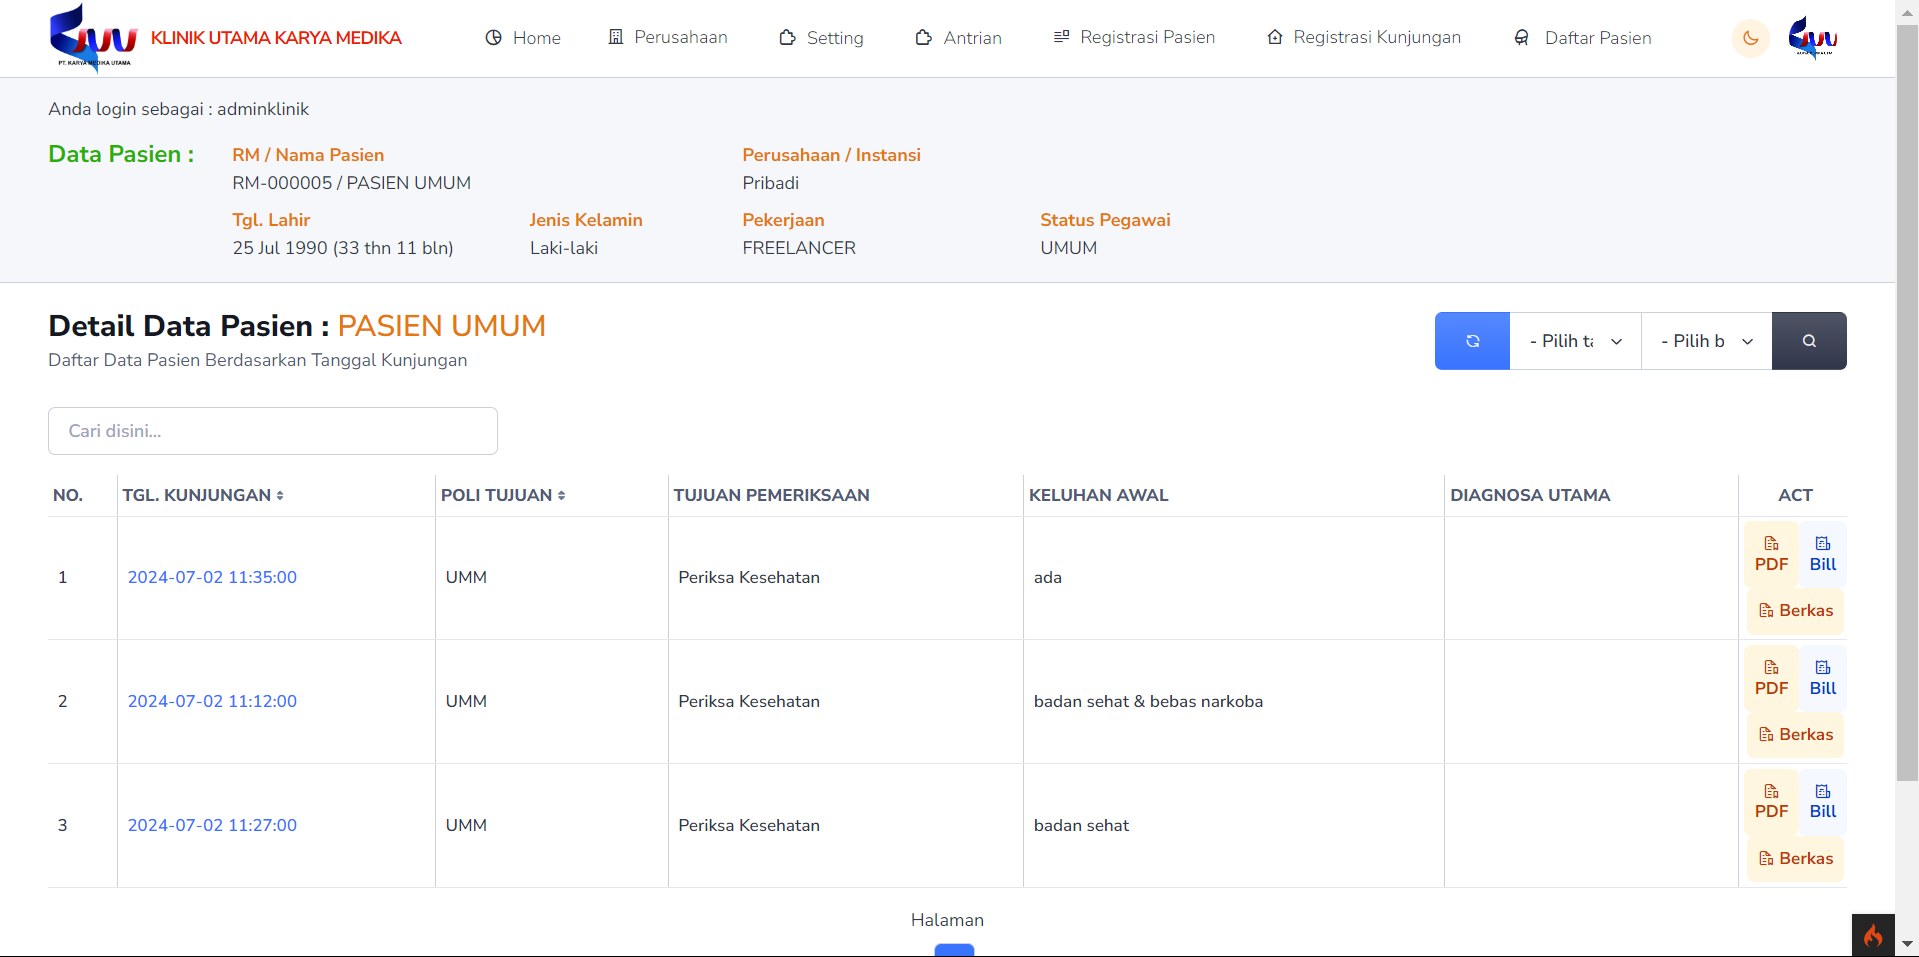 PT. KARYA MEDIKA UTAMA
KLINIK UTAMA KARYA MEDIKA
Home
Perusahaan
Setting
Antrian
Registrasi Pasien
Registrasi Kunjungan
Daftar Pasien
Anda login sebagai : adminklinik
Data Pasien :
RM / Nama Pasien
Perusahaan / Instansi
RM-000005 / PASIEN UMUM
Pribadi
Tgl. Lahir
Jenis Kelamin
Pekerjaan
Status Pegawai
25 Jul 1990 (33 thn 11 bln)
Laki-laki
FREELANCER
UMUM
Detail Data Pasien : PASIEN UMUM
Daftar Data Pasien Berdasarkan Tanggal Kunjungan
- Pilih ta
- Pilih b
Cari disini...
NO. TGL. KUNJUNGAN POLI TUJUAN TUJUAN PEMERIKSAAN KELUHAN AWAL DIAGNOSA UTAMA ACT
1 2024-07-02 11:35:00 UMM Periksa Kesehatan ada
PDF Bill
Berkas
2 2024-07-02 11:12:00 UMM Periksa Kesehatan badan sehat & bebas narkoba
PDF Bill
Berkas
3 2024-07-02 11:27:00 UMM Periksa Kesehatan badan sehat
PDF Bill
Berkas
Halaman